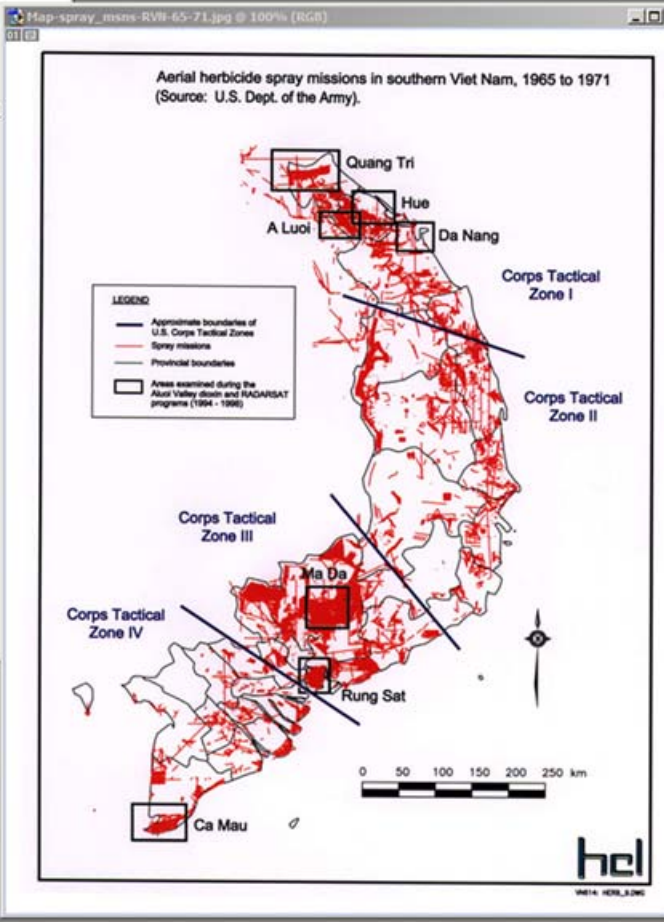 Map-spray_msns-RVN-65-71.jpg @ 100% (RGB)
Aerial herbicide spray missions in southern Viet Nam, 1965 to 1971
(Source: U.S. Dept. of the Army).
Quang Tri
Hue
A Luoi
Da Nang
Corps Tactical
Zone I
LEGEND
Approximate boundaries of
U.S. Corps Tactical Zones
Spray missions
Provincial boundaries
Areas examined during the
Aluoi Valley dioxin and RADARSAT
programs (1994 - 1998)
Corps Tactical
Zone II
Corps Tactical
Zone III
Ma Da
Corps Tactical
Zone IV
Rung Sat
0 50 100 150 200 250 km
Ca Mau
hcl